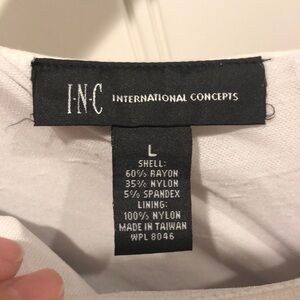 I·N·C INTERNATIONAL CONCEPTS
L
SHELL:
60% RAYON
35% NYLON
5% SPANDEX
LINING:
100% NYLON
MADE IN TAIWAN
WPL 8046